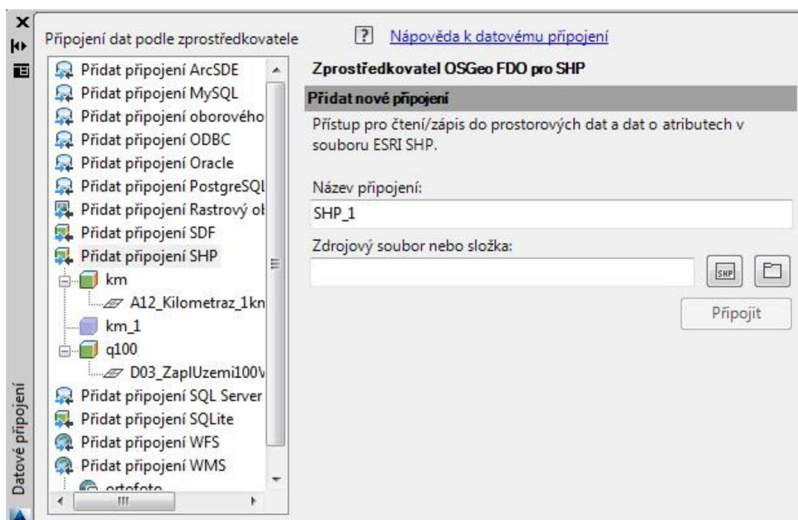 Připojení dat podle zprostředkovatele
? Nápověda k datovému připojení
Přidat připojení ArcSDE
Přidat připojení MySQL
Přidat připojení oborového
Přidat připojení ODBC
Přidat připojení Oracle
Přidat připojení PostgreSQL
Přidat připojení Rastrový ob
Přidat připojení SDF
Přidat připojení SHP
km
A12_Kilometraz_1kn
km_1
q100
D03_ZaplUzemi100V
Přidat připojení SQL Server
Přidat připojení SQLite
Přidat připojení WFS
Přidat připojení WMS
ortofoto
Zprostředkovatel OSGeo FDO pro SHP
Přidat nové připojení
Přístup pro čtení/zápis do prostorových dat a dat o atributech v
souboru ESRI SHP.
Název připojení:
SHP_1
Zdrojový soubor nebo složka:
SHP
Připojit
Datové připojení